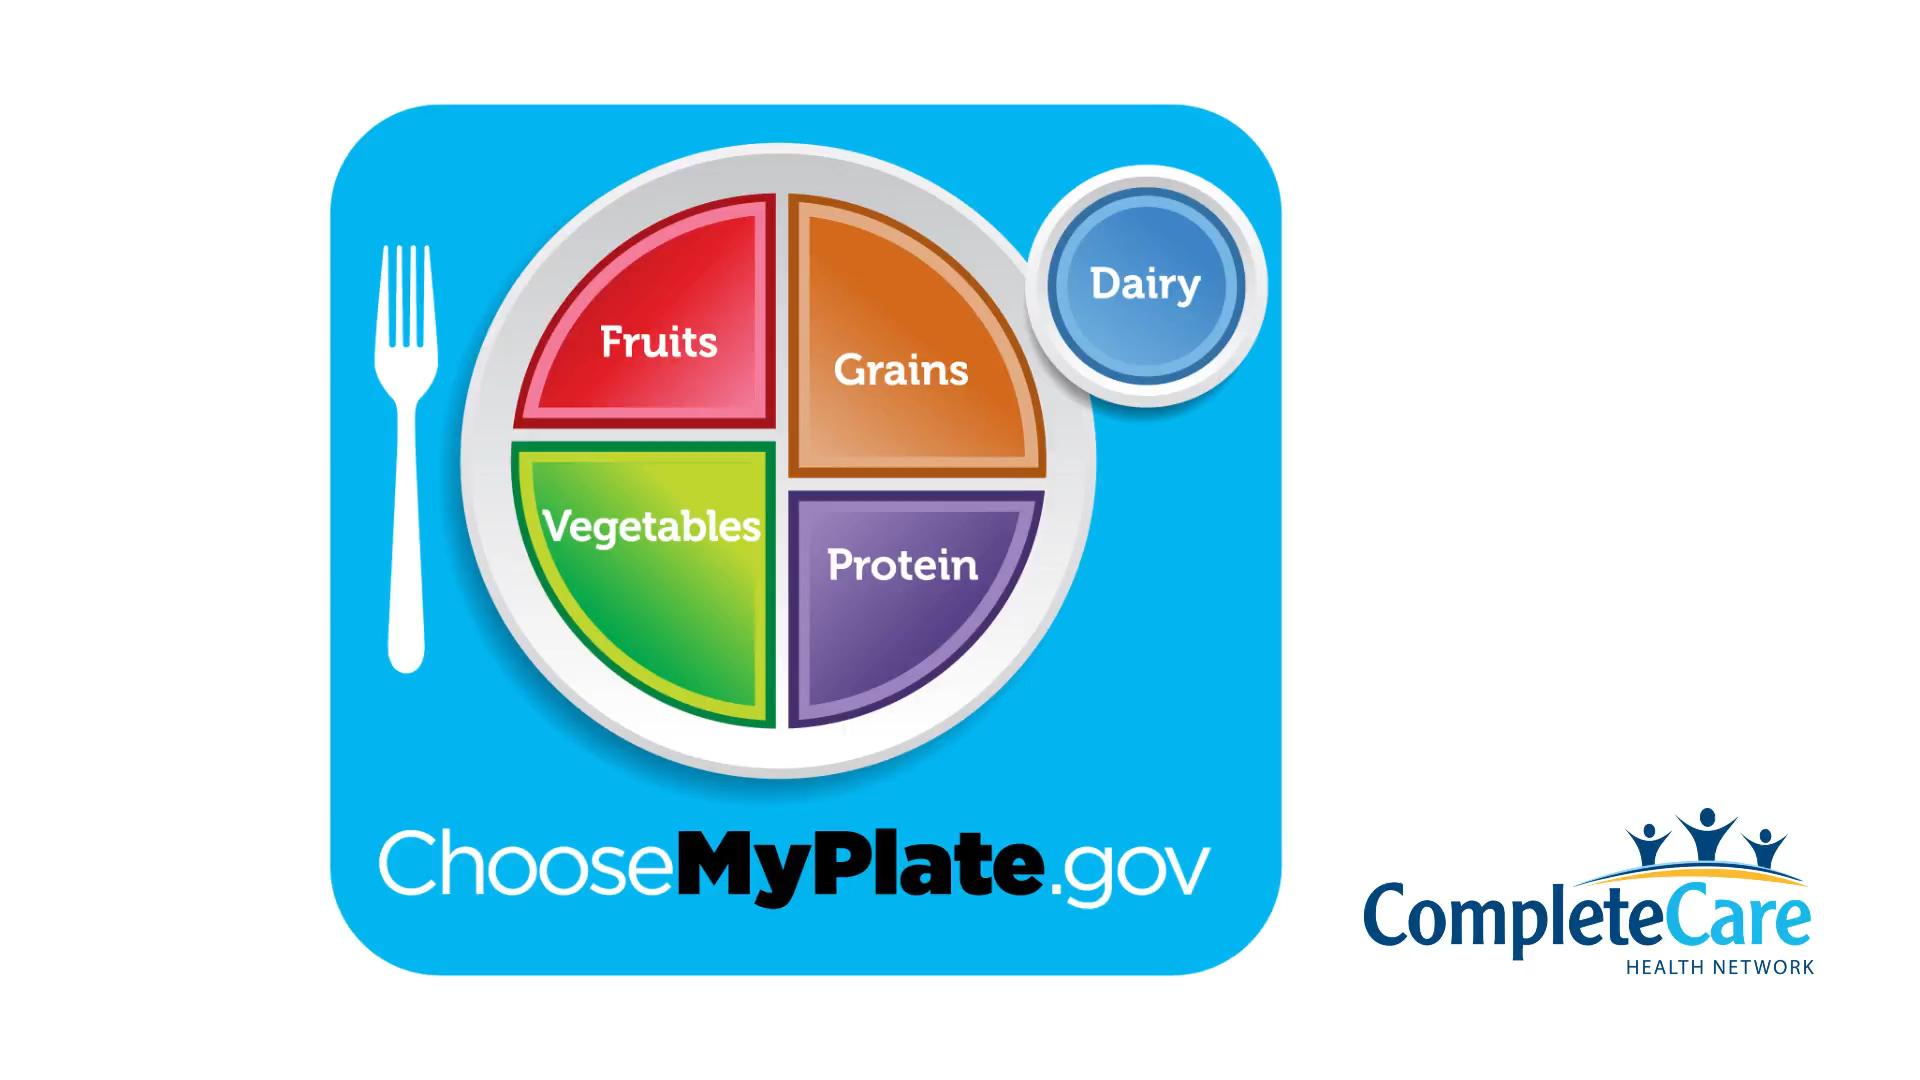 Dairy
Fruits
Grains
Vegetables
Protein
ChooseMyPlate.gov
CompleteCare
HEALTH NETWORK